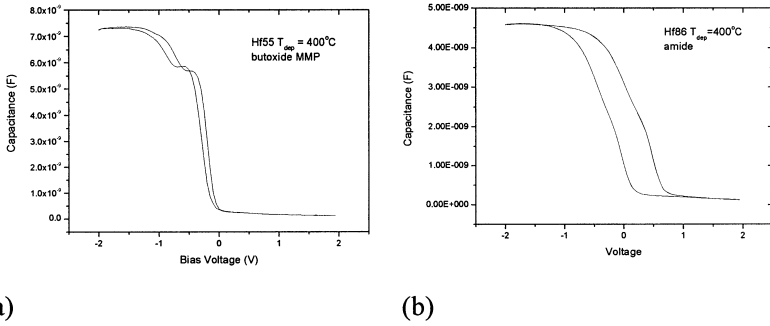 8.0x10⁻⁹
7.0x10⁻⁹
6.0x10⁻⁹
5.0x10⁻⁹
4.0x10⁻⁹
3.0x10⁻⁹
2.0x10⁻⁹
1.0x10⁻⁹
0.0
Capacitance (F)
Hf55 T_dep = 400°C
butoxide MMP
-2 -1 0 1 2
Bias Voltage (V)
5.00E-009
4.00E-009
3.00E-009
2.00E-009
1.00E-009
0.00E+000
Capacitance (F)
Hf86 T_dep=400°C
amide
-2 -1 0 1 2
Voltage
a)
(b)